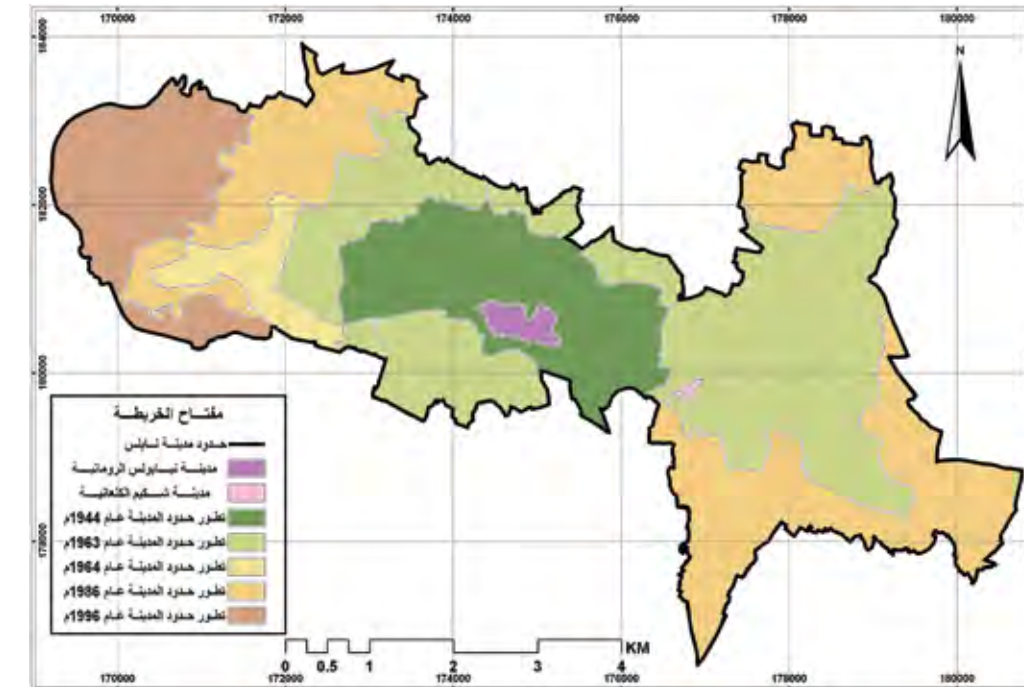 170000 172000 174000 176000 178000 180000
184000
182000
180000
178000
N
مفتاح الخريطة
حدود مدينة نابلس
مدينة نيابولس الرومانية
مدينة شكيم الكنعانية
تطور حدود المدينة عام 1944م
تطور حدود المدينة عام 1963م
تطور حدود المدينة عام 1964م
تطور حدود المدينة عام 1986م
تطور حدود المدينة عام 1996م
KM
0 0.5 1 2 3 4
170000 172000 174000 176000 178000 180000